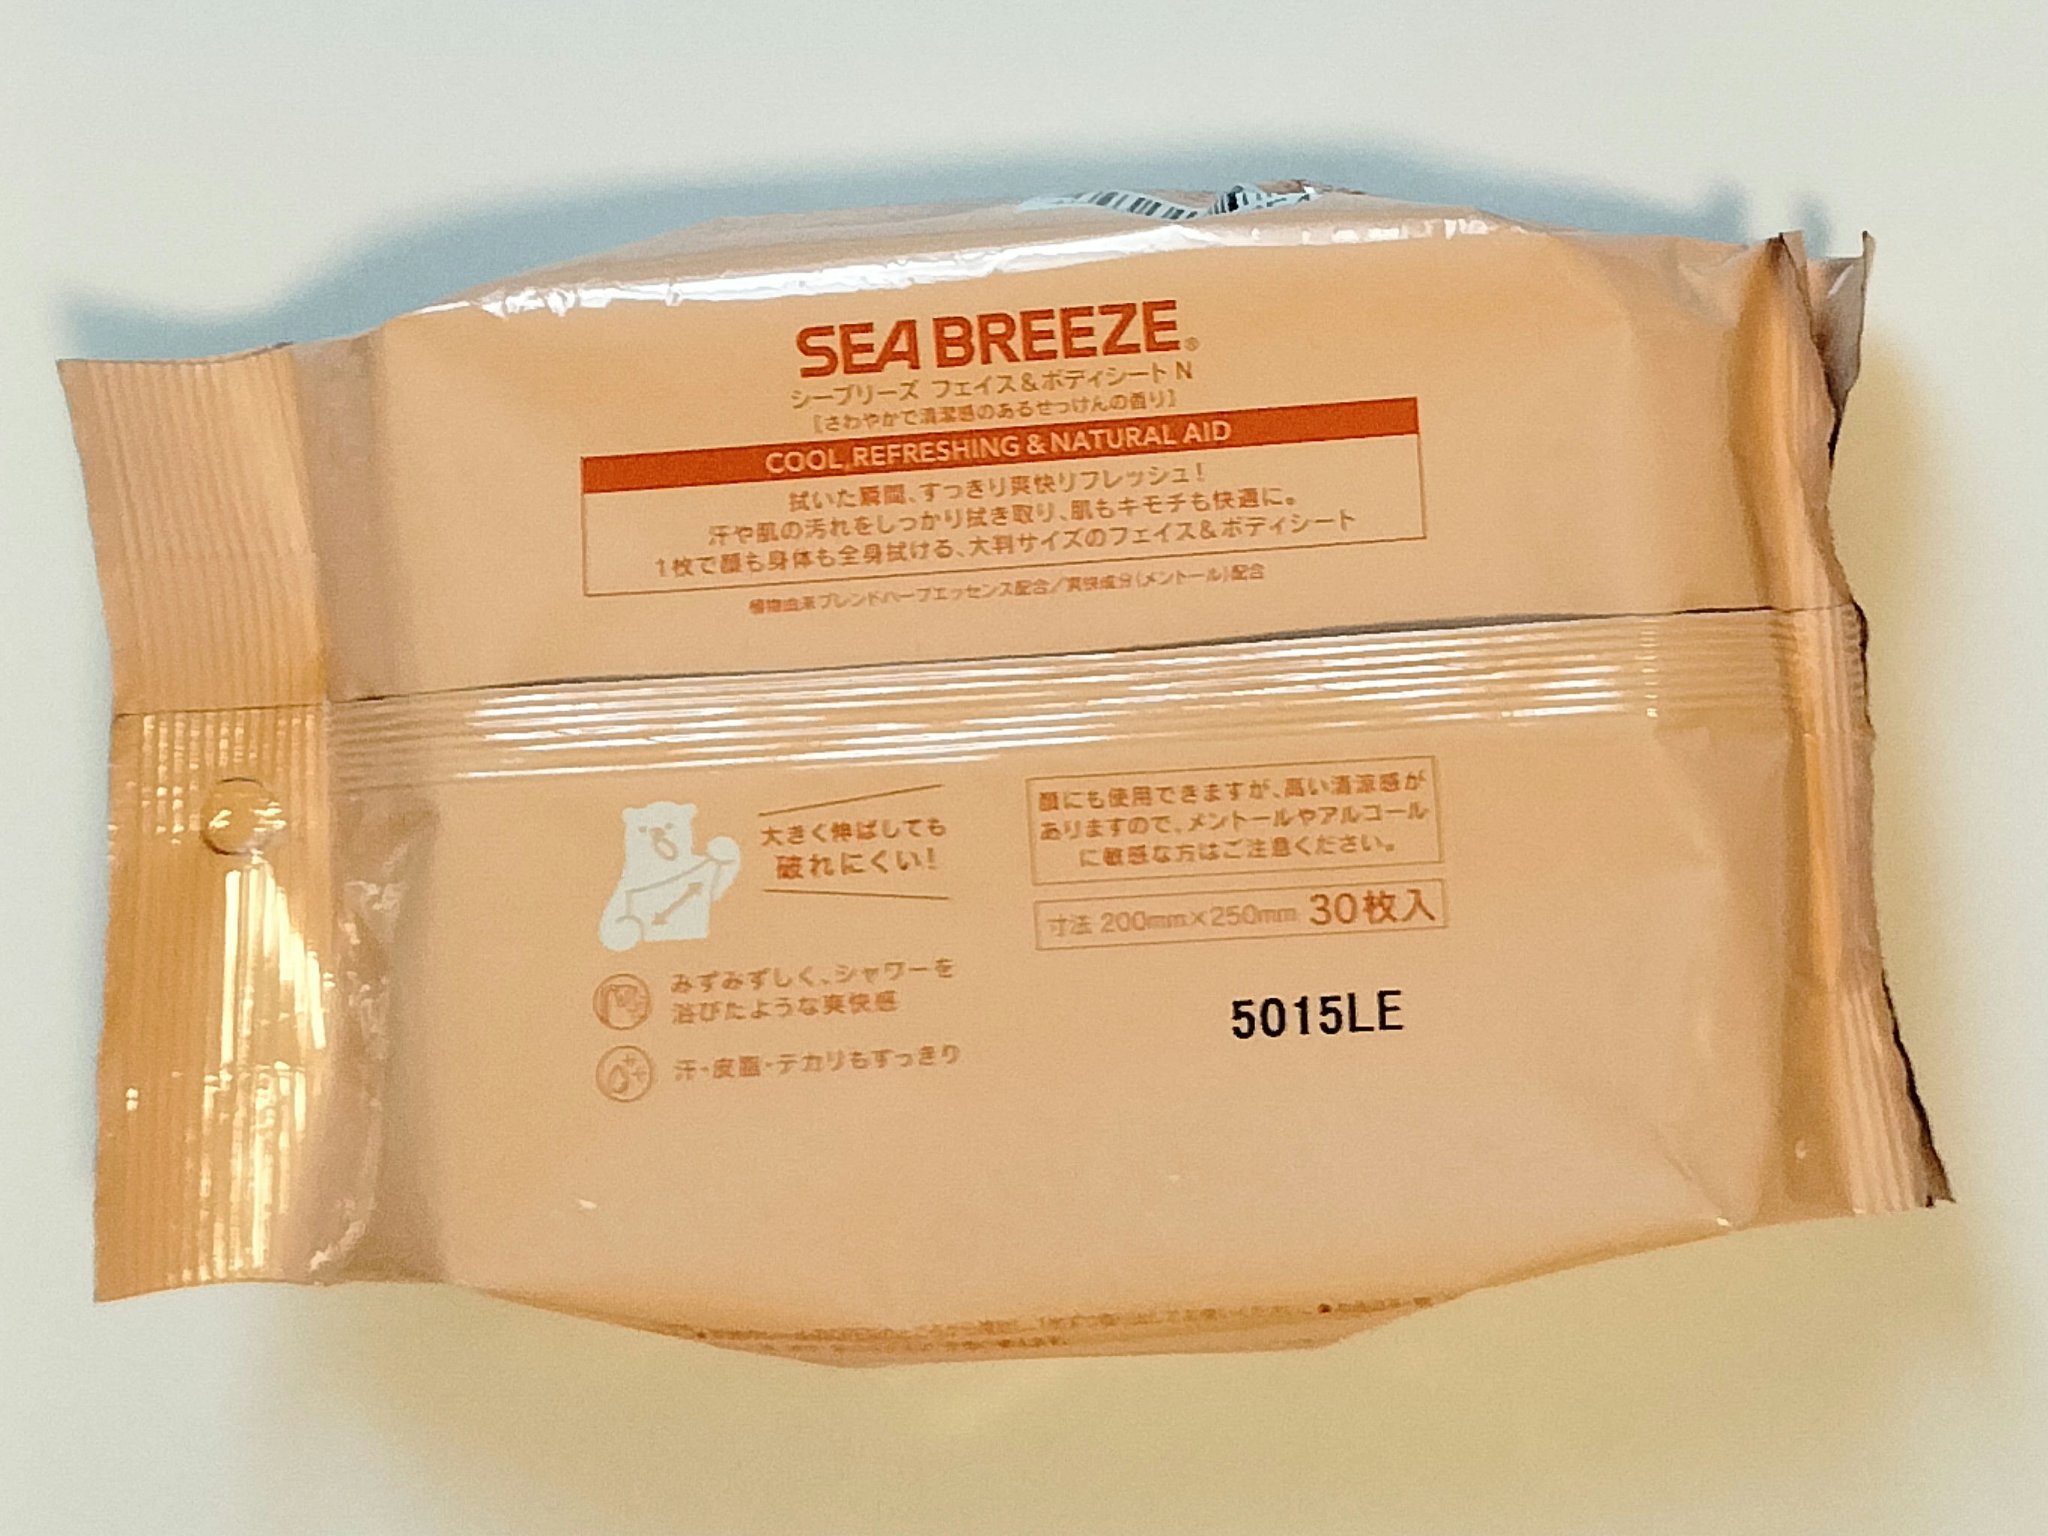 SEA BREEZE®
シーブリーズ フェイス&ボディシート N
[さわやかで清潔感のあるせっけんの香り]
COOL, REFRESHING & NATURAL AID
拭いた瞬間、すっきり爽快リフレッシュ!
汗や肌の汚れをしっかり拭き取り、肌もキモチも快適に。
1枚で顔も身体も全身拭ける、大判サイズのフェイス&ボディシート
植物由来ブレンドハーブエッセンス配合/爽快成分(メントール)配合
大きく伸ばしても
破れにくい!
みずみずしく、シャワーを
浴びたような爽快感
汗・皮脂・テカリもすっきり
顔にも使用できますが、高い清涼感が
ありますので、メントールやアルコール
に敏感な方はご注意ください。
寸法 200mm×250mm 30枚入
5015LE